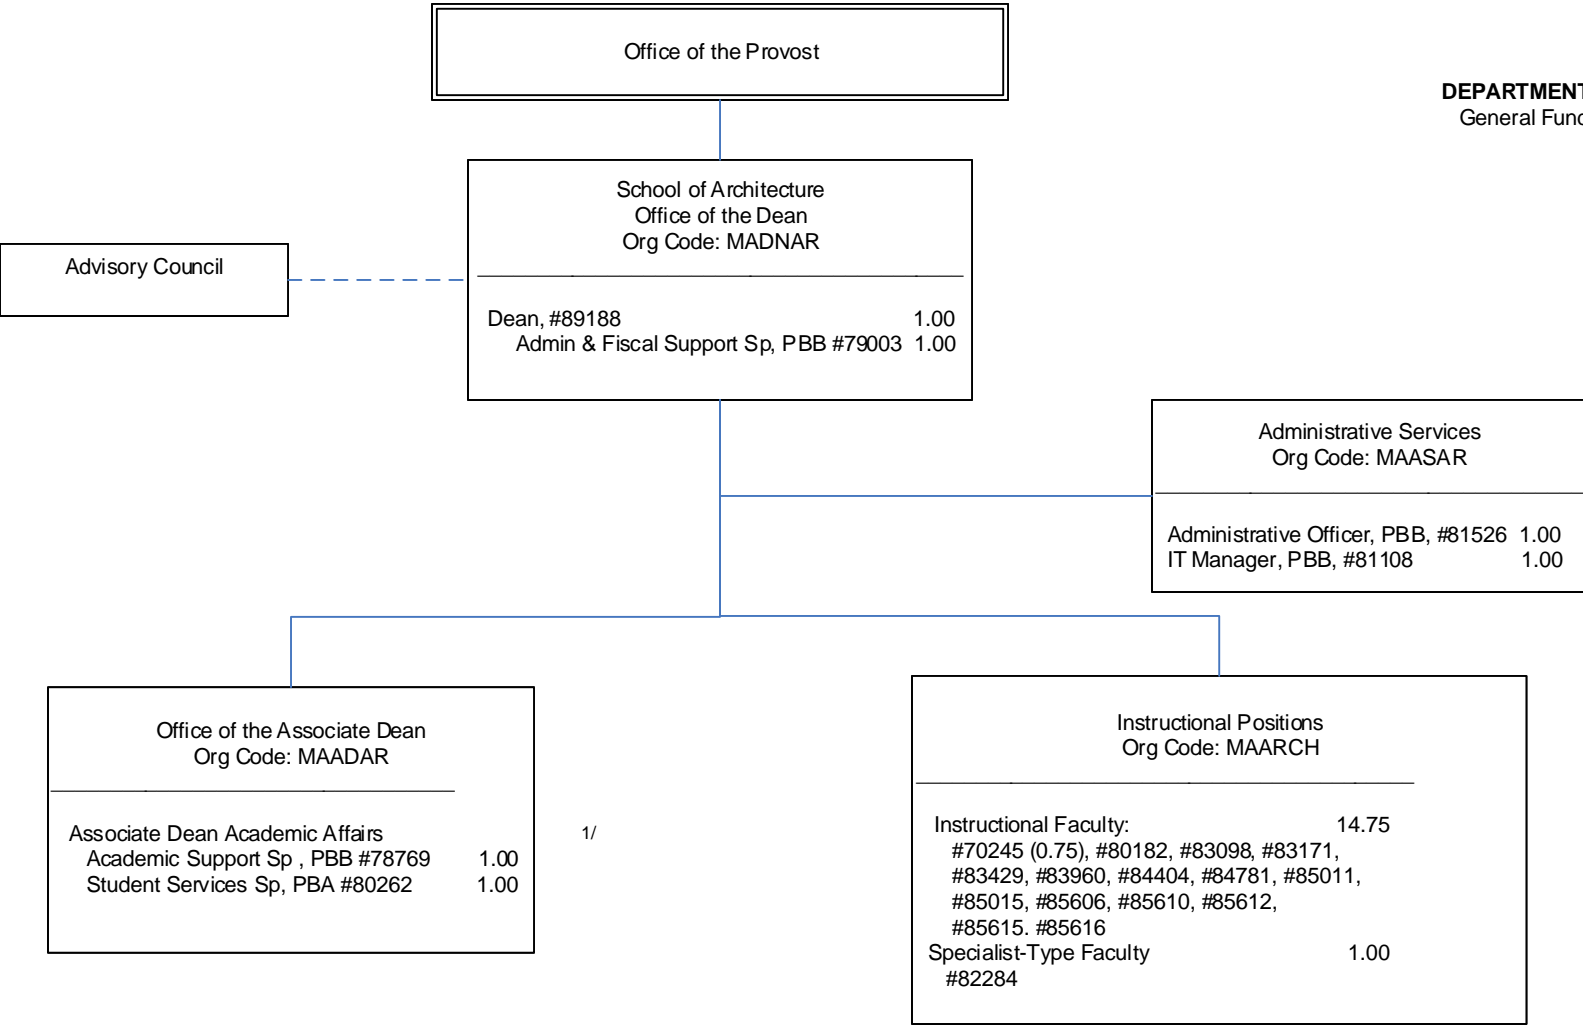 Office of the Provost
DEPARTMENT
General Fund
School of Architecture
Office of the Dean
Org Code: MADNAR
Advisory Council
Dean, #89188 1.00
Admin & Fiscal Support Sp, PBB #79003 1.00
Administrative Services
Org Code: MAASAR
Administrative Officer, PBB, #81526 1.00
IT Manager, PBB, #81108 1.00
Office of the Associate Dean
Org Code: MAADAR
Associate Dean Academic Affairs 1/
Academic Support Sp , PBB #78769 1.00
Student Services Sp, PBA #80262 1.00
Instructional Positions
Org Code: MAARCH
Instructional Faculty: 14.75
#70245 (0.75), #80182, #83098, #83171,
#83429, #83960, #84404, #84781, #85011,
#85015, #85606, #85610, #85612,
#85615. #85616
Specialist-Type Faculty 1.00
#82284